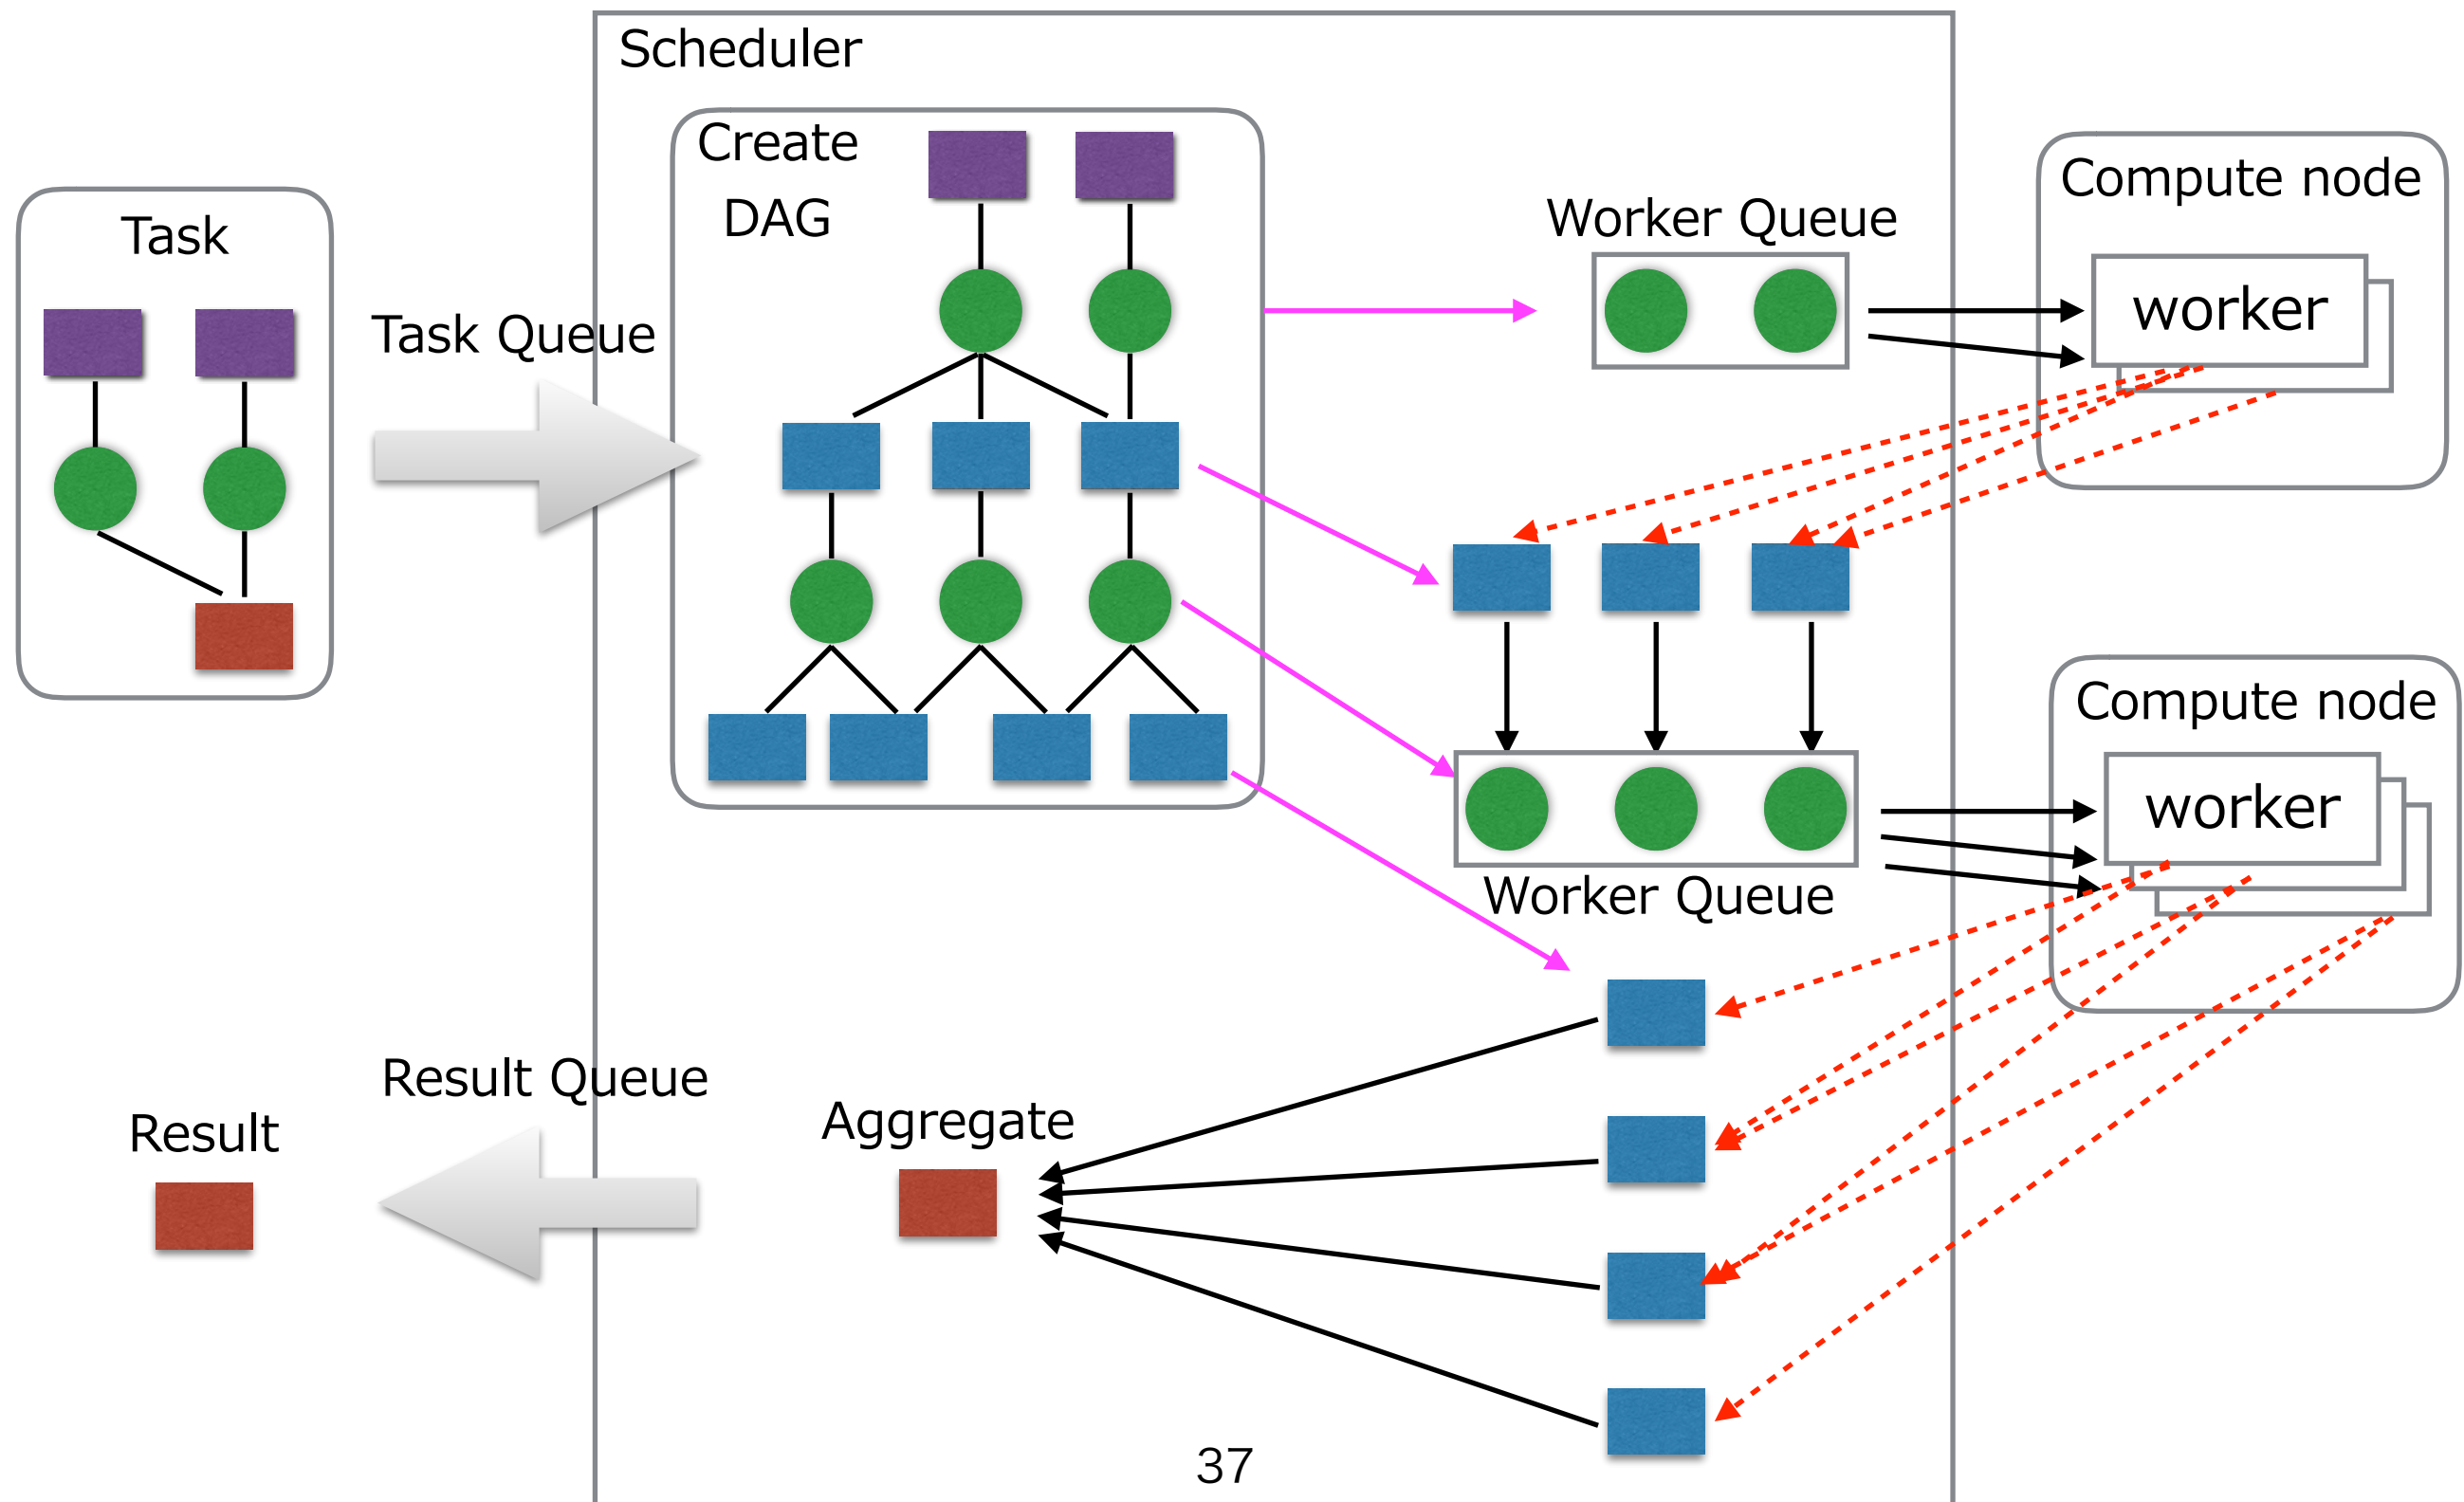 Scheduler
Create
DAG
Task
Task Queue
Worker Queue
Compute node
worker
Compute node
worker
Worker Queue
Result Queue
Result
Aggregate
37